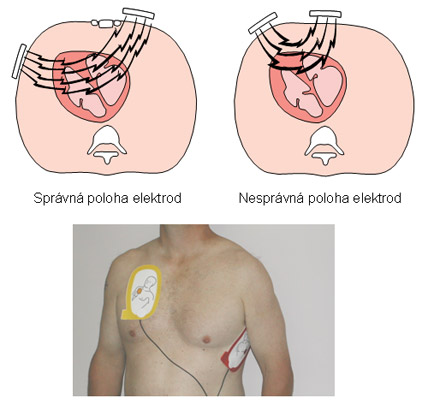 Správná poloha elektrod
Nesprávná poloha elektrod